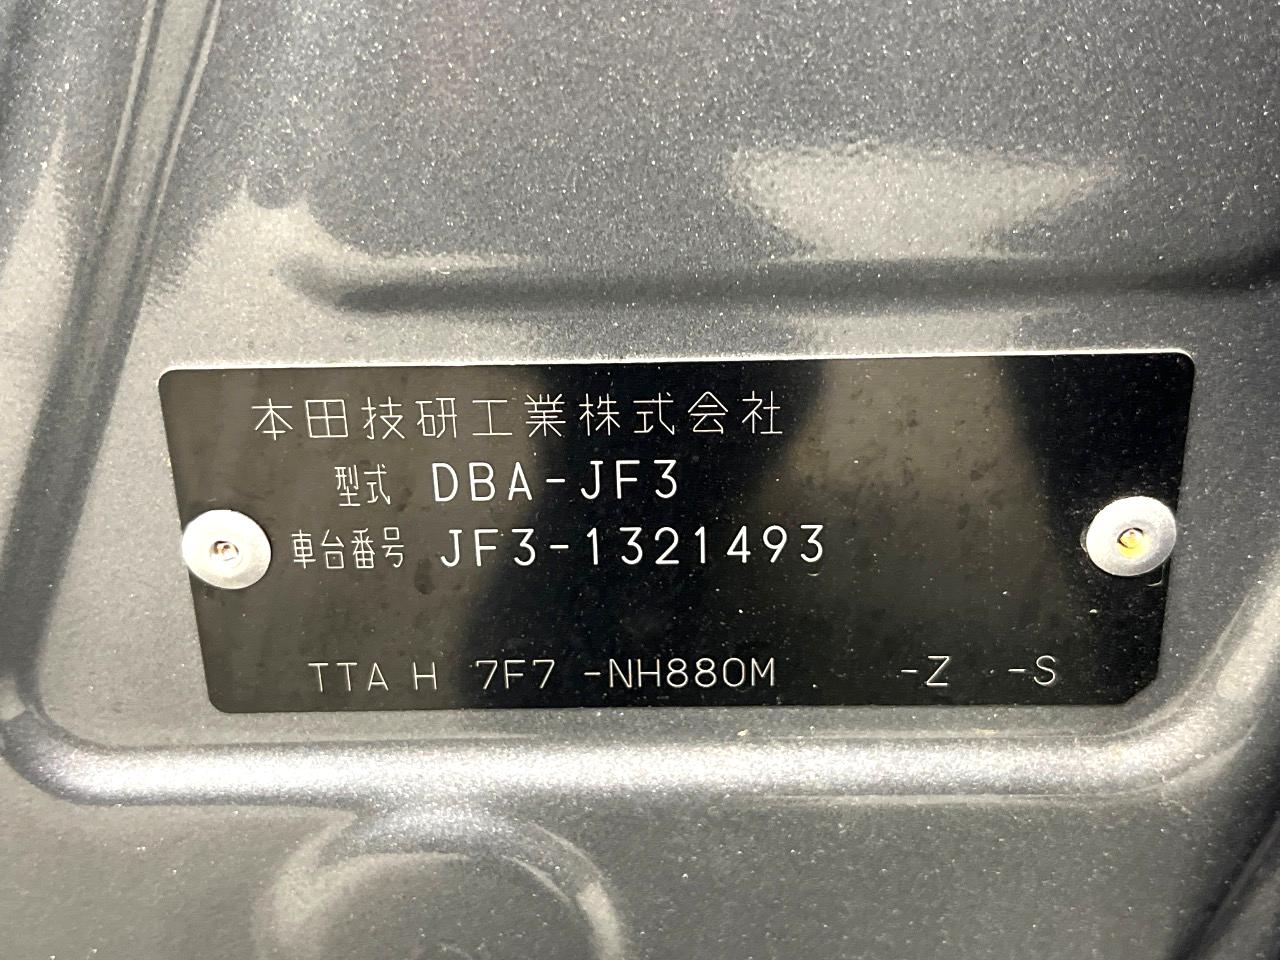 本田技研工業株式会社
型式 DBA-JF3
車台番号 JF3-1321493
TTA H 7F7 -NH880M -Z -S